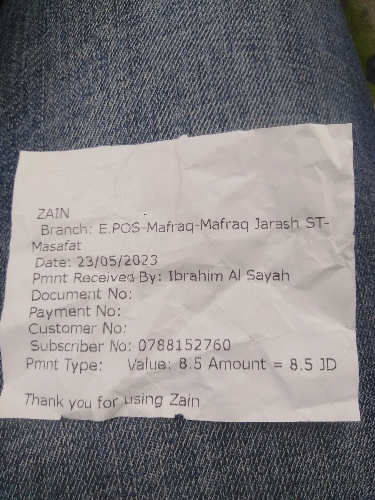 ZAIN
Branch: E.POS-Mafraq-Mafraq Jarash ST-
Masafat
Date: 23/05/2023
Pmnt Received By: Ibrahim Al Sayah
Document No:
Payment No:
Customer No:
Subscriber No: 0788152760
Pmnt Type: Value: 8.5 Amount = 8.5 JD
Thank you for using Zain